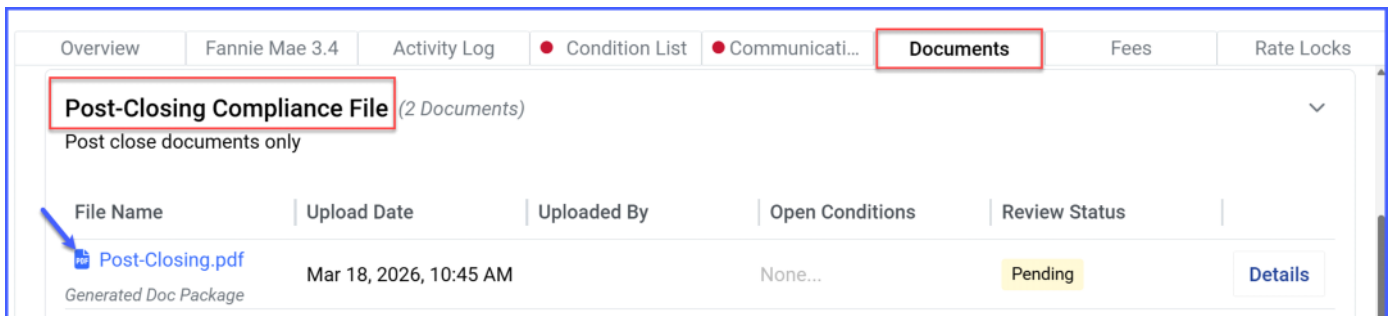 Overview Fannie Mae 3.4 Activity Log Condition List Communicati... Documents Fees Rate Locks
Post-Closing Compliance File (2 Documents)
Post close documents only
File Name Upload Date Uploaded By Open Conditions Review Status
PDF Post-Closing.pdf Mar 18, 2026, 10:45 AM None... Pending Details
Generated Doc Package